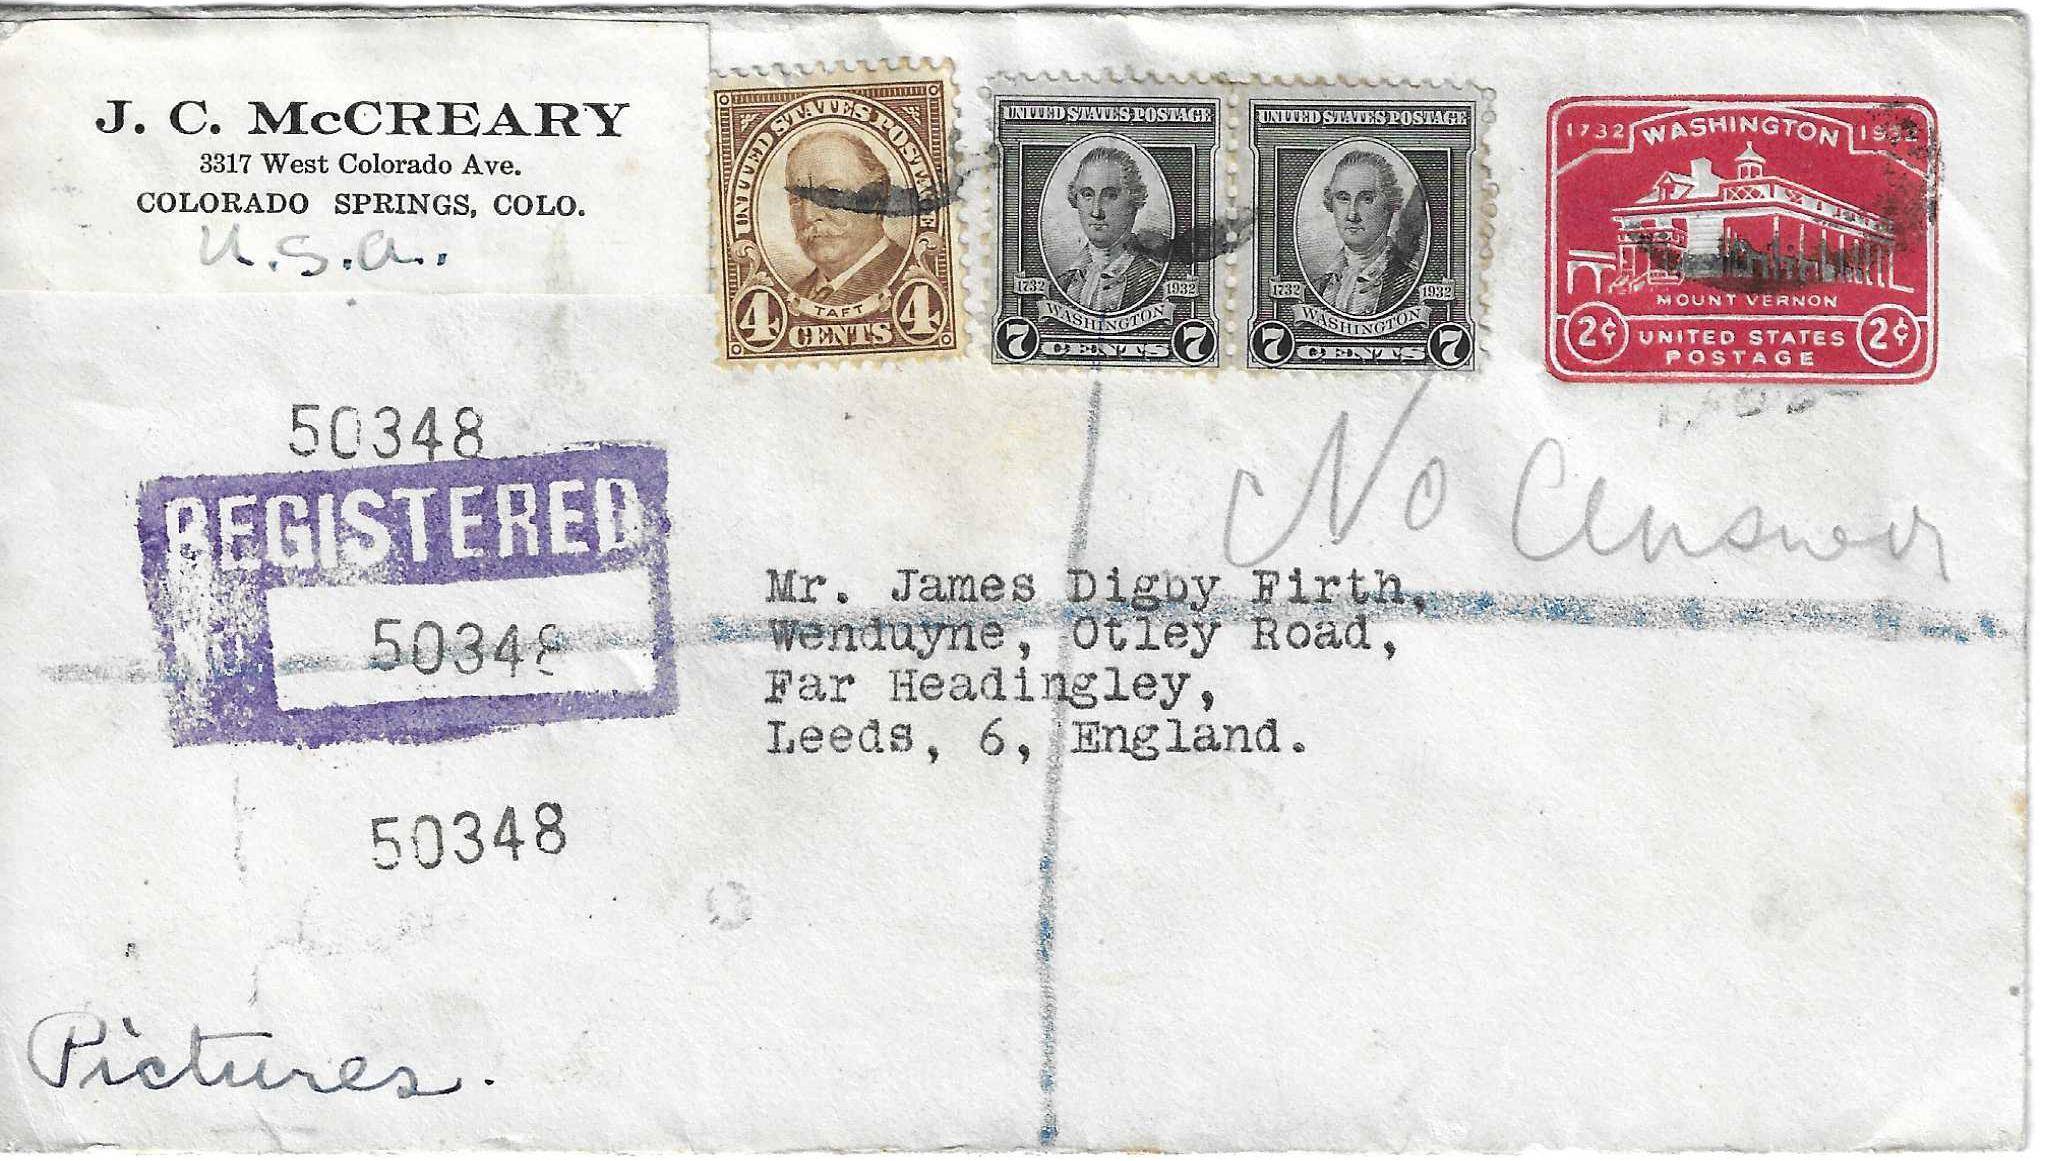 J. C. McCREARY
3317 West Colorado Ave.
COLORADO SPRINGS, COLO.
U.S.A.
UNITED STATES POSTAGE
TAFT
4 CENTS 4
UNITED STATES POSTAGE
1732 1932
WASHINGTON
7 CENTS 7
UNITED STATES POSTAGE
1732 1932
WASHINGTON
7 CENTS 7
1732 WASHINGTON 1932
MOUNT VERNON
2¢ UNITED STATES 2¢
POSTAGE
50348
REGISTERED
50348
50348
No Answer
Mr. James Digby Firth,
Wenduyne, Otley Road,
Far Headingley,
Leeds, 6, England.
Pictures.